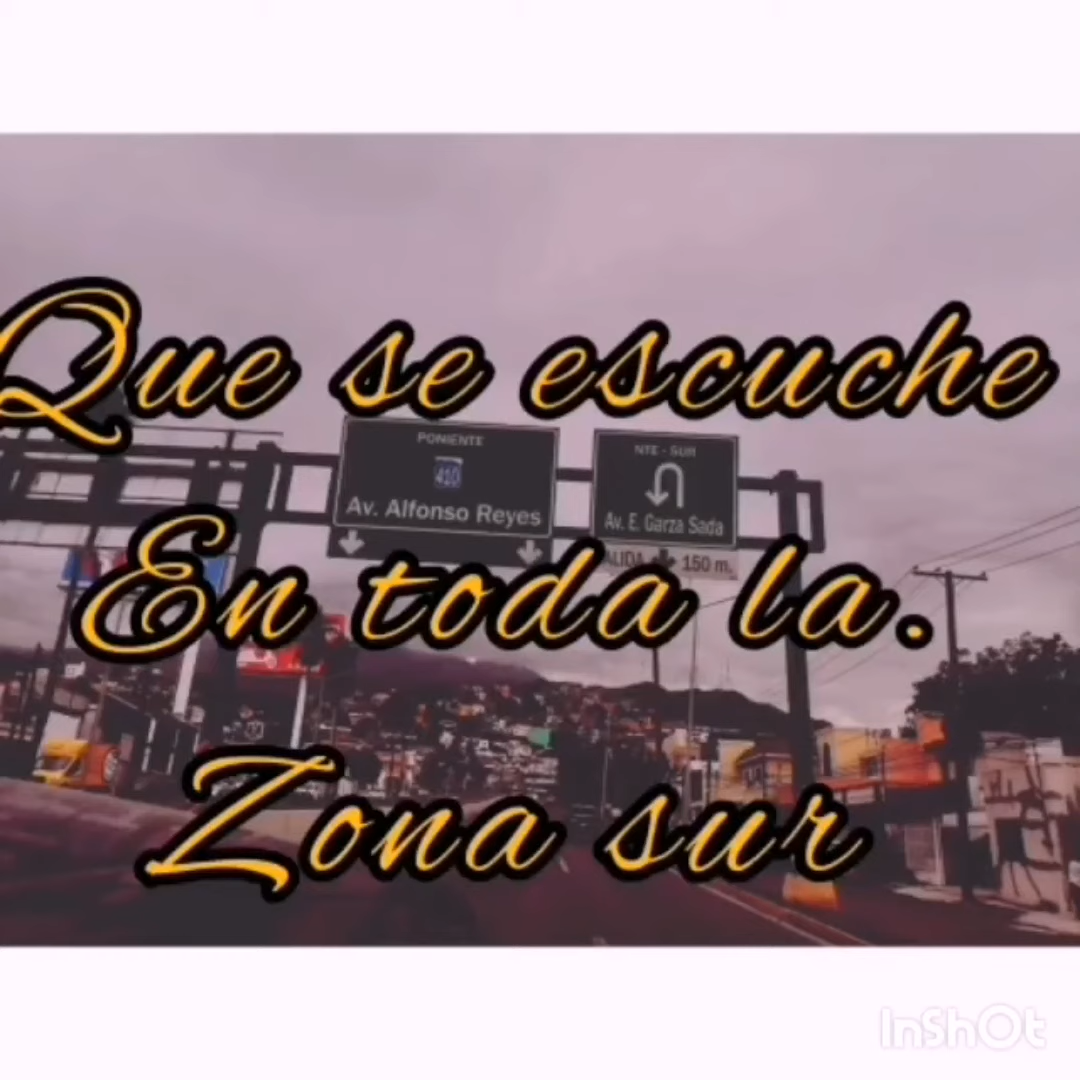 Que se escuche
PONIENTE
410
Av. Alfonso Reyes
NTE - SUR
Av. E. Garza Sada
150 m.
En toda la.
Zona sur
InShOt